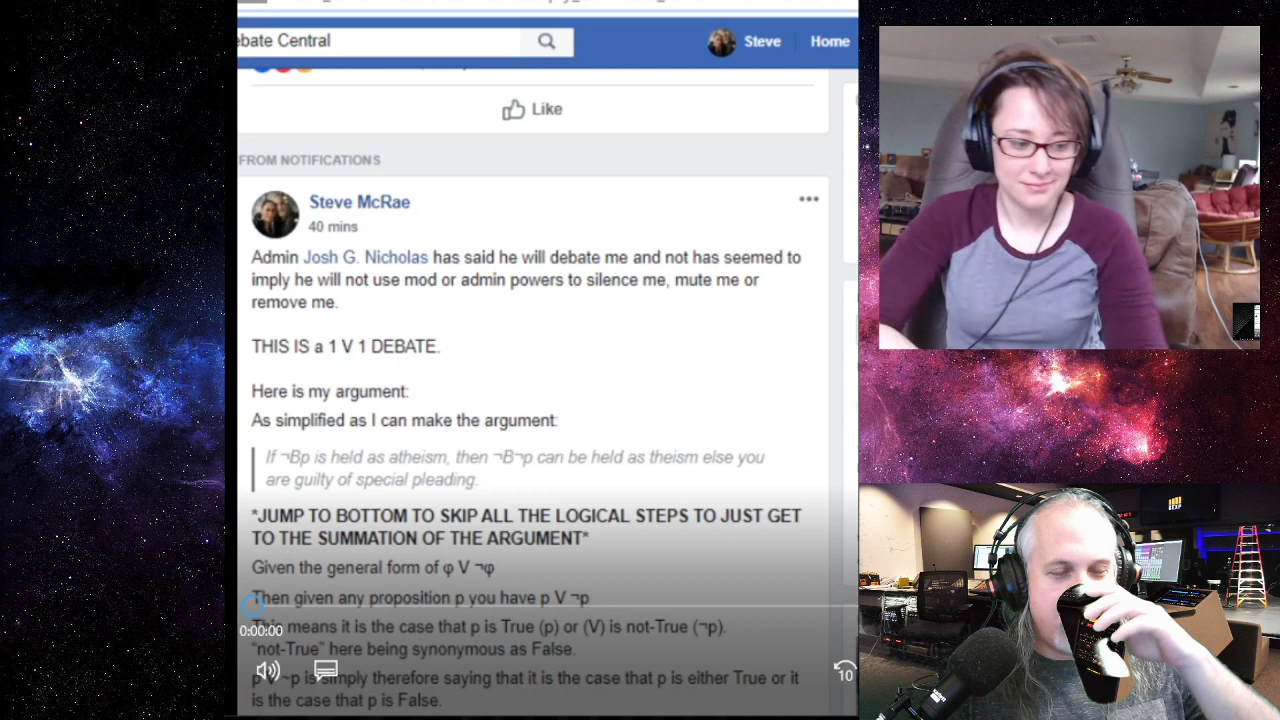 ebate Central
Steve
Home
Like
FROM NOTIFICATIONS
Steve McRae
40 mins
Admin Josh G. Nicholas has said he will debate me and not has seemed to
imply he will not use mod or admin powers to silence me, mute me or
remove me.
THIS IS a 1 V 1 DEBATE.
Here is my argument:
As simplified as I can make the argument:
If ¬Bp is held as atheism, then ¬B¬p can be held as theism else you
are guilty of special pleading.
*JUMP TO BOTTOM TO SKIP ALL THE LOGICAL STEPS TO JUST GET
TO THE SUMMATION OF THE ARGUMENT*
Given the general form of φ V ¬φ
Then given any proposition p you have p V ¬p
This means it is the case that p is True (p) or (V) is not-True (¬p).
0:00:00
"not-True" here being synonymous as False.
p V ¬p is simply therefore saying that it is the case that p is either True or it
10
is the case that p is False.